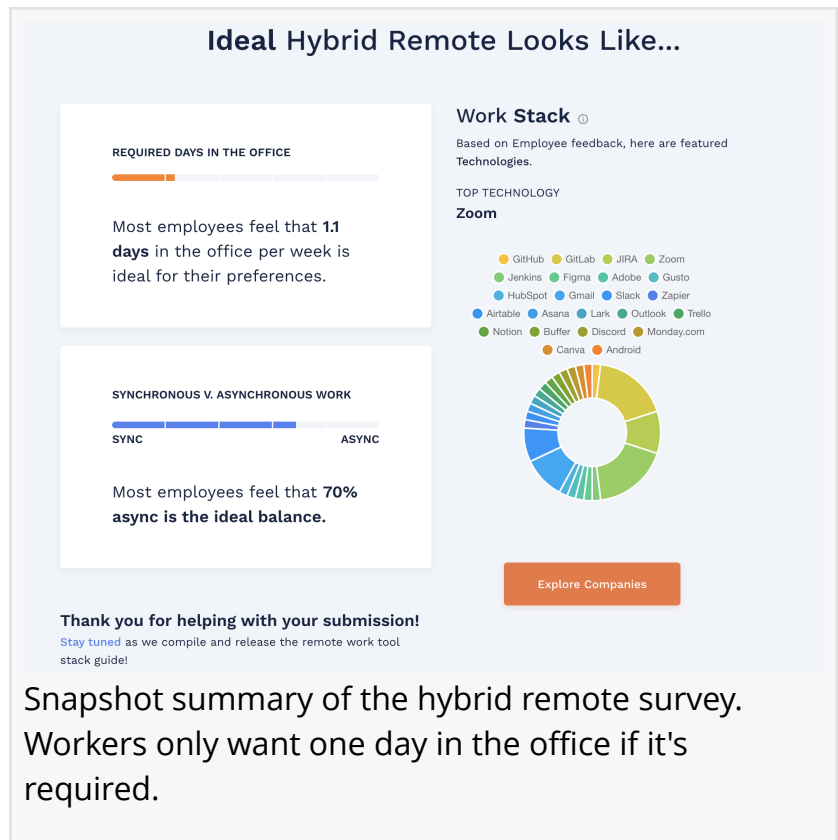 Ideal Hybrid Remote Looks Like...
REQUIRED DAYS IN THE OFFICE
Most employees feel that 1.1
days in the office per week is
ideal for their preferences.
SYNCHRONOUS V. ASYNCHRONOUS WORK
SYNC ASYNC
Most employees feel that 70%
async is the ideal balance.
Thank you for helping with your submission!
Stay tuned as we compile and release the remote work tool
stack guide!
Work Stack
Based on Employee feedback, here are featured
Technologies.
TOP TECHNOLOGY
Zoom
GitHub GitLab JIRA Zoom
Jenkins Figma Adobe Gusto
HubSpot Gmail Slack Zapier
Airtable Asana Lark Outlook Trello
Notion Buffer Discord Monday.com
Canva Android
Explore Companies
Snapshot summary of the hybrid remote survey.
Workers only want one day in the office if it's
required.